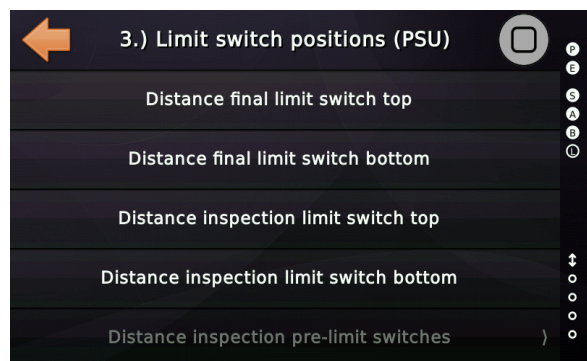 3.) Limit switch positions (PSU)
Distance final limit switch top
Distance final limit switch bottom
Distance inspection limit switch top
Distance inspection limit switch bottom
Distance inspection pre-limit switches
P
E
S
A
B
L